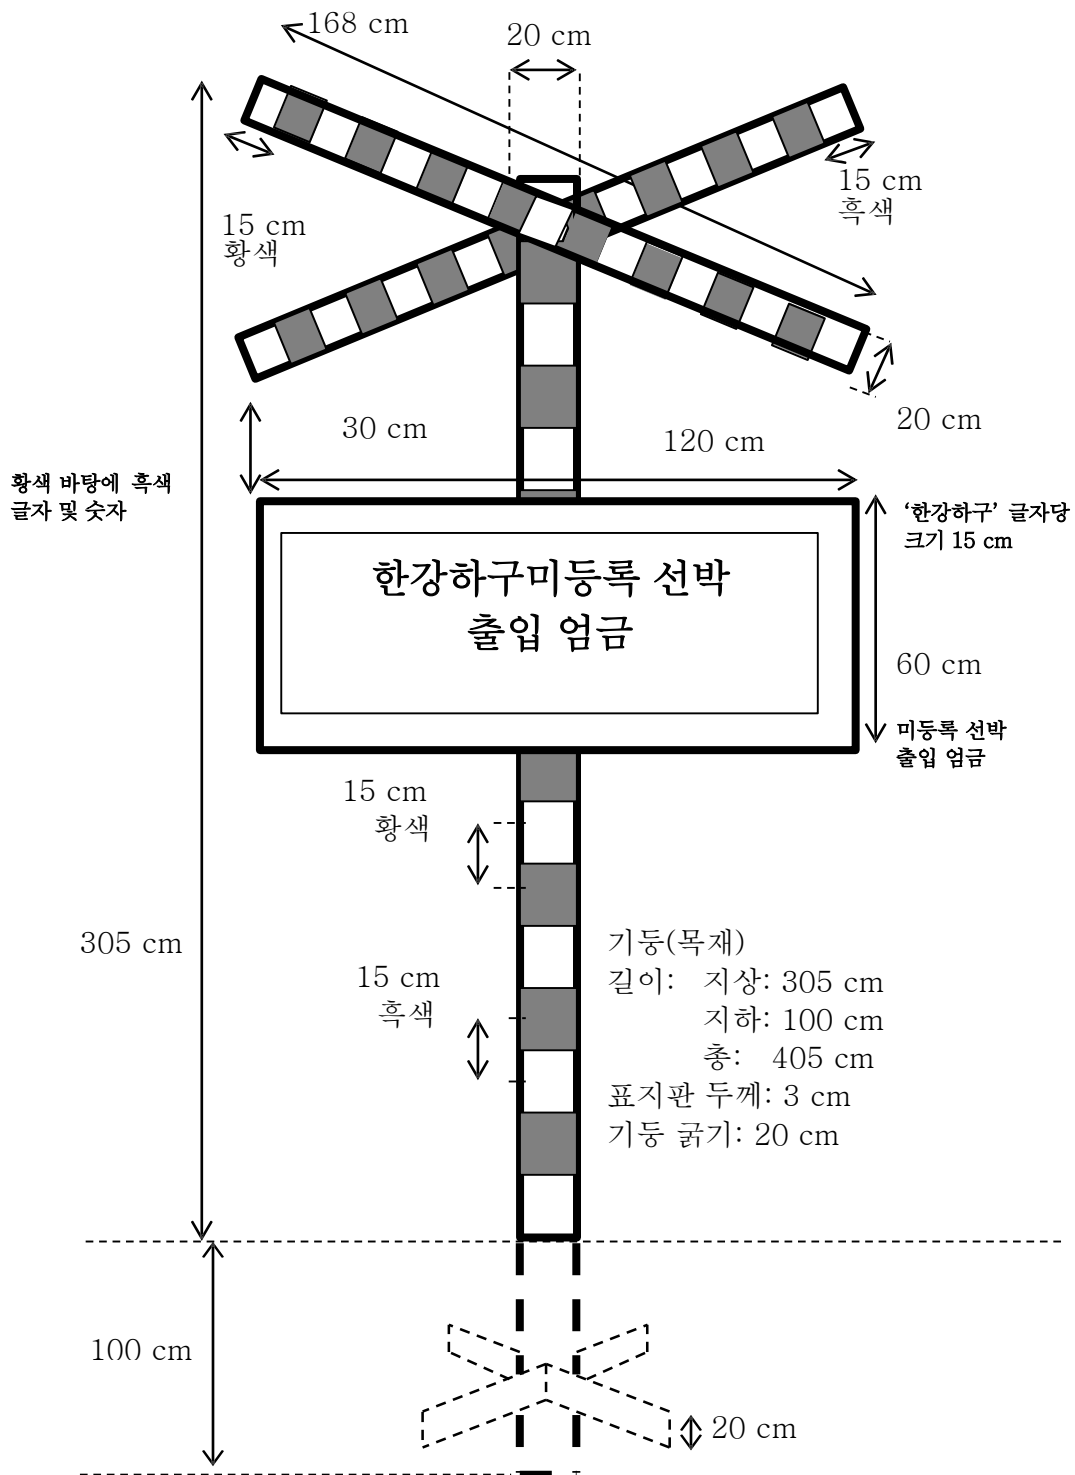 168 cm
20 cm
15 cm
흑색
15 cm
황색
30 cm
120 cm
20 cm
황색 바탕에 흑색
글자 및 숫자
'한강하구' 글자당
크기 15 cm
한강하구미등록 선박
출입 엄금
60 cm
미등록 선박
출입 엄금
15 cm
황색
305 cm
15 cm
흑색
기둥(목재)
길이: 지상: 305 cm
지하: 100 cm
총: 405 cm
표지판 두께: 3 cm
기둥 굵기: 20 cm
100 cm
20 cm